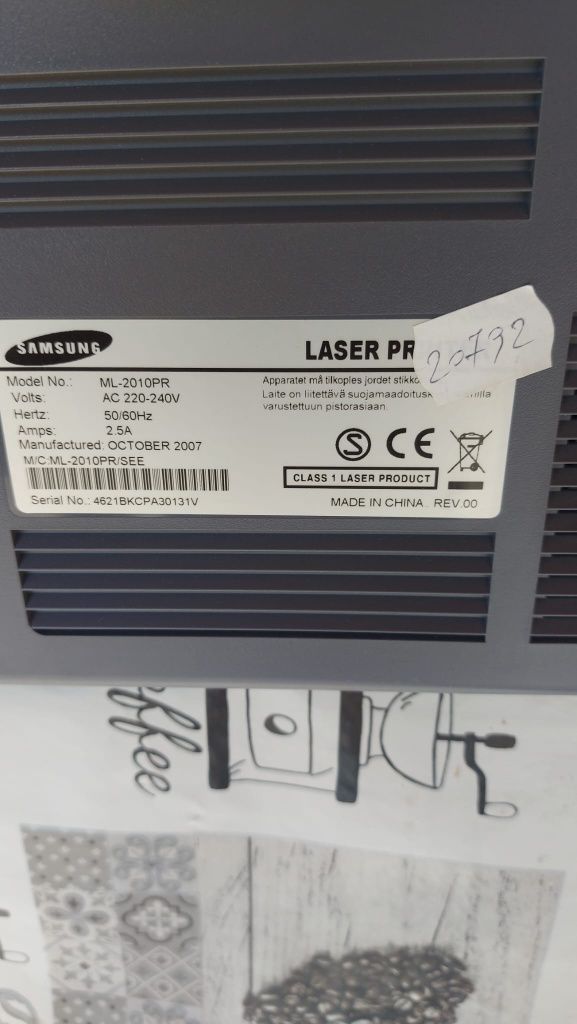 SAMSUNG
LASER PR
20792
Model No.: ML-2010PR
Volts: AC 220-240V
Hertz: 50/60Hz
Amps: 2.5A
Manufactured: OCTOBER 2007
M/C:ML-2010PR/SEE
Serial No.: 4621BKCPA30131V
Apparatet må tilkoples jordet stikko
Laite on liitettävä suojamaadoitusk
varustettuun pistorasiaan.
S CE
CLASS 1 LASER PRODUCT
MADE IN CHINA. REV.00
ffee